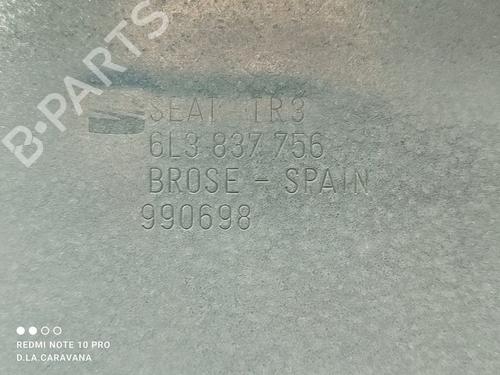 B-PARTS
SEAT TR3
6L3 837 756
BROSE - SPAIN
990698
REDMI NOTE 10 PRO
D.LA.CARAVANA